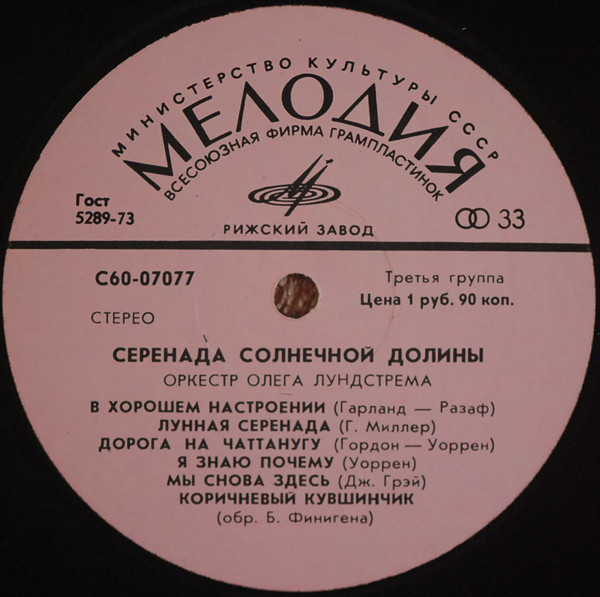 МИНИСТЕРСТВО КУЛЬТУРЫ СССР
МЕЛОДИЯ
ВСЕСОЮЗНАЯ ФИРМА ГРАМПЛАСТИНОК
Гост
5289-73
33
РИЖСКИЙ ЗАВОД
С60-07077
Третья группа
Цена 1 руб. 90 коп.
СТЕРЕО
СЕРЕНАДА СОЛНЕЧНОЙ ДОЛИНЫ
ОРКЕСТР ОЛЕГА ЛУНДСТРЕМА
В ХОРОШЕМ НАСТРОЕНИИ (Гарланд — Разаф)
ЛУННАЯ СЕРЕНАДА (Г. Миллер)
ДОРОГА НА ЧАТТАНУГУ (Гордон — Уоррен)
Я ЗНАЮ ПОЧЕМУ (Уоррен)
МЫ СНОВА ЗДЕСЬ (Дж. Грэй)
КОРИЧНЕВЫЙ КУВШИНЧИК
(обр. Б. Финигена)